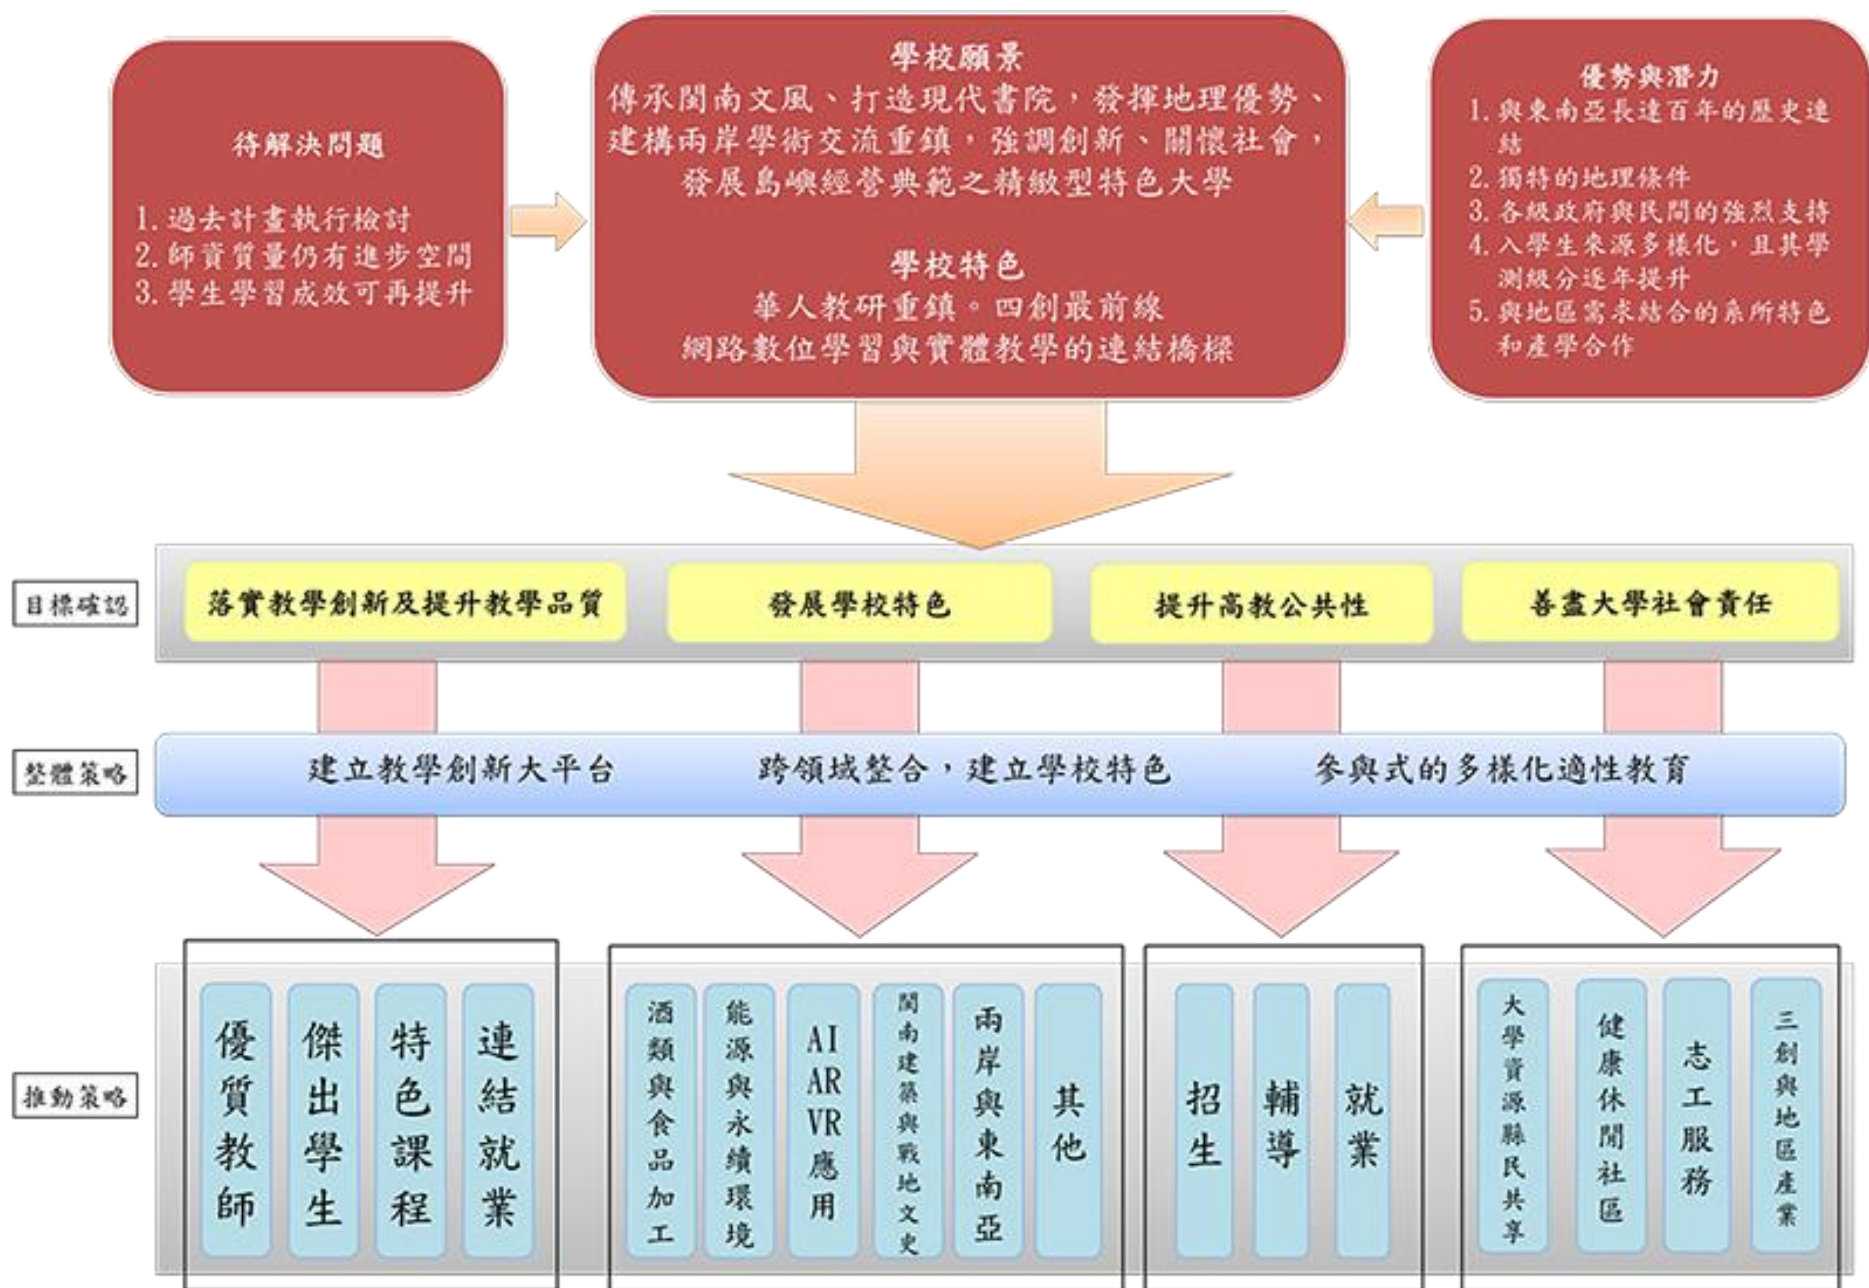 待解決問題
1. 過去計畫執行檢討
2. 師資質量仍有進步空間
3. 學生學習成效可再提升
學校願景
傳承閩南文風、打造現代書院，發揮地理優勢、
建構兩岸學術交流重鎮，強調創新、關懷社會，
發展島嶼經營典範之精緻型特色大學
學校特色
華人教研重鎮。四創最前線
網路數位學習與實體教學的連結橋樑
優勢與潛力
1. 與東南亞長達百年的歷史連
結
2. 獨特的地理條件
3. 各級政府與民間的強烈支持
4. 入學生來源多樣化，且其學
測級分逐年提升
5. 與地區需求結合的系所特色
和產學合作
目標確認
落實教學創新及提升教學品質
發展學校特色
提升高教公共性
善盡大學社會責任
整體策略
建立教學創新大平台
跨領域整合，建立學校特色
參與式的多樣化適性教育
推動策略
優質教師
傑出學生
特色課程
連結就業
酒類與食品加工
能源與永續環境
AI
AR
VR
應用
閩南建築與戰地文史
兩岸與東南亞
其他
招生
輔導
就業
大學資源縣民共享
健康休閒社區
志工服務
三創與地區產業